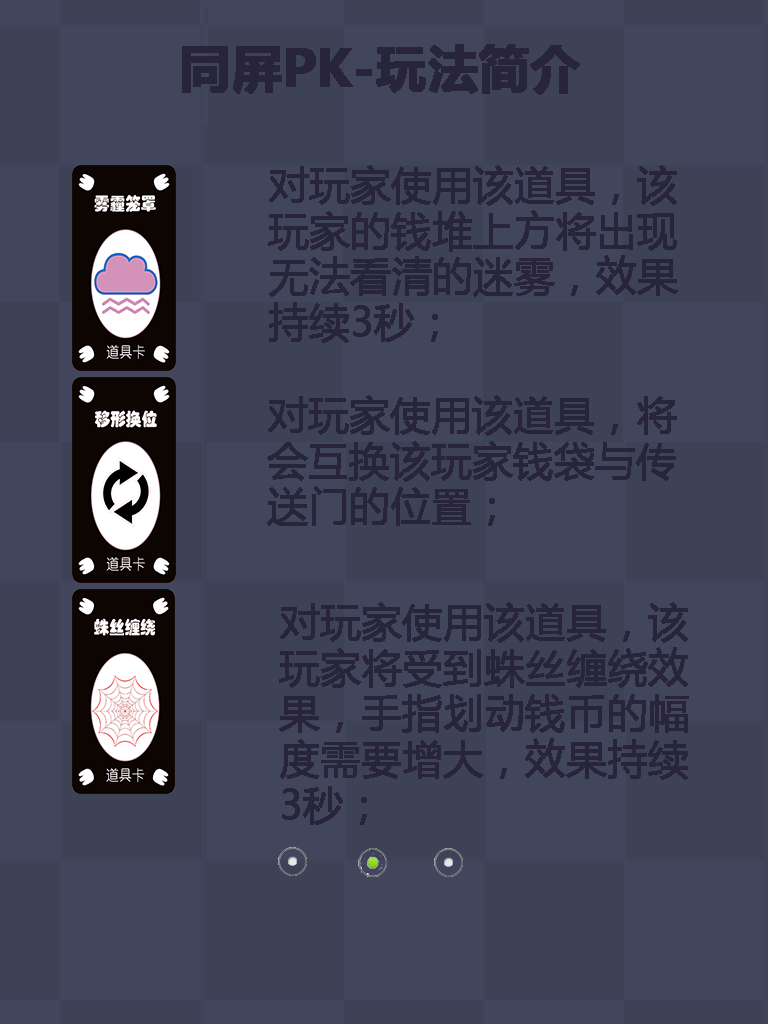 同屏PK-玩法简介
雾霾笼罩
道具卡
对玩家使用该道具，该
玩家的钱堆上方将出现
无法看清的迷雾，效果
持续3秒；
移形换位
道具卡
对玩家使用该道具，将
会互换该玩家钱袋与传
送门的位置；
蛛丝缠绕
道具卡
对玩家使用该道具，该
玩家将受到蛛丝缠绕效
果，手指划动钱币的幅
度需要增大，效果持续
3秒；